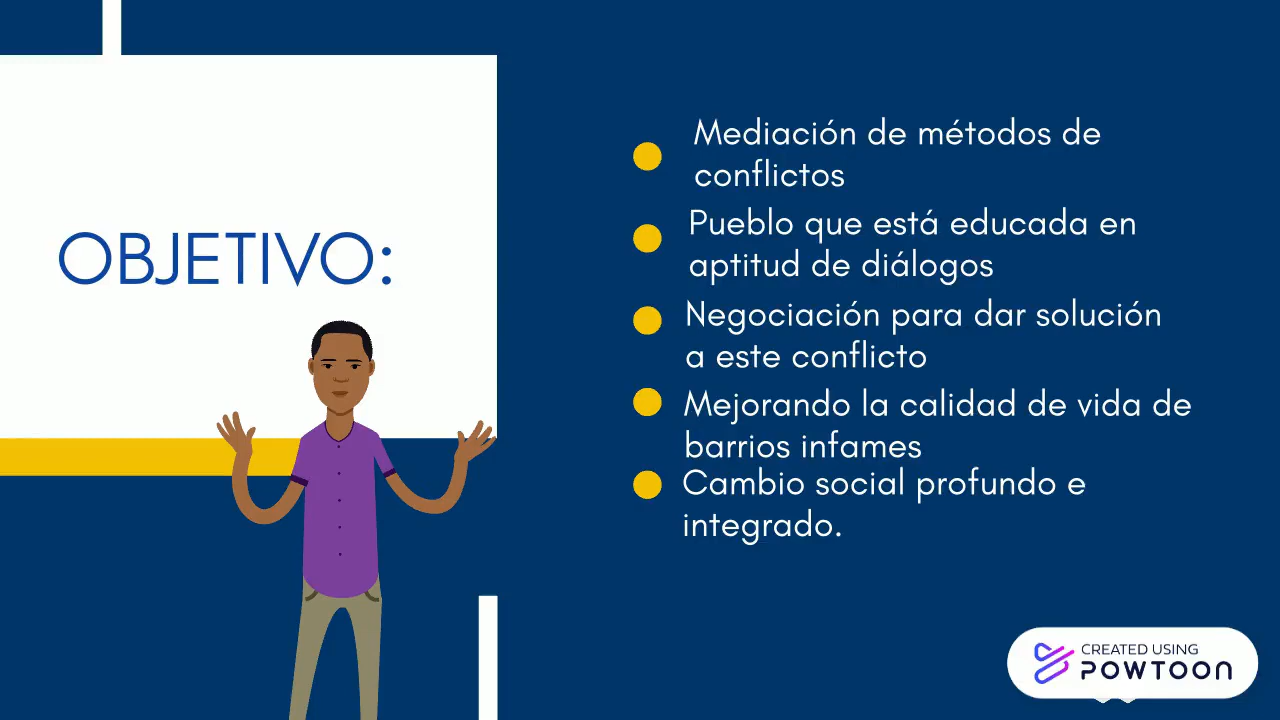 OBJETIVO:
Mediación de métodos de
conflictos
Pueblo que está educada en
aptitud de diálogos
Negociación para dar solución
a este conflicto
Mejorando la calidad de vida de
barrios infames
Cambio social profundo e
integrado.
CREATED USING
POWTOON